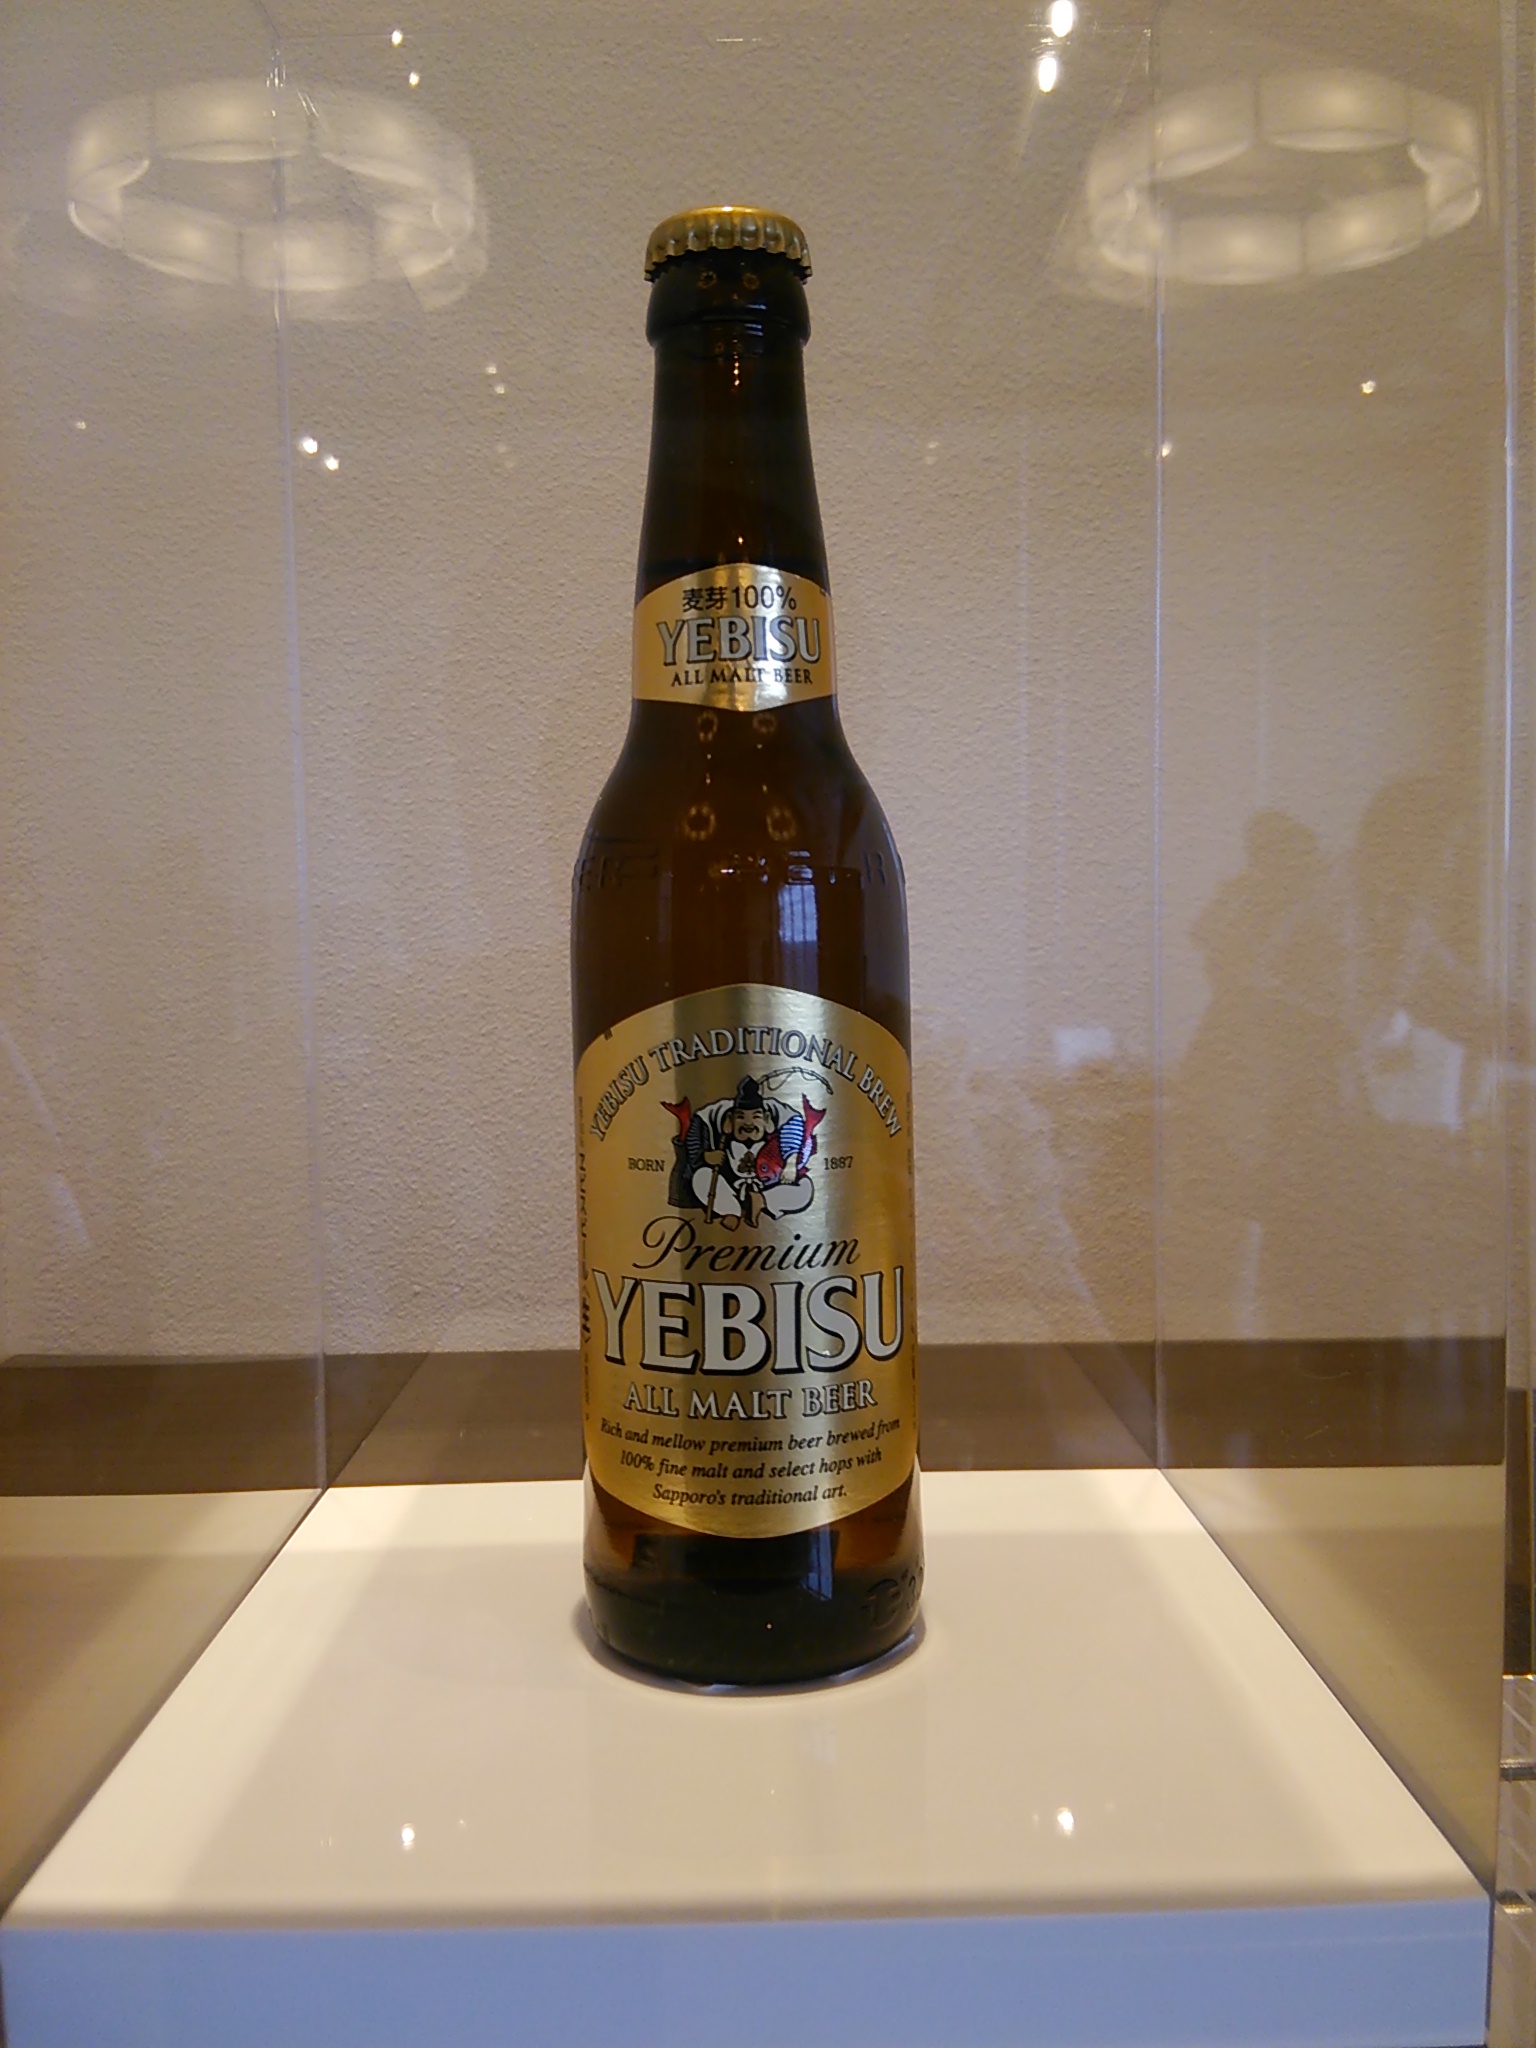 麦芽100%
YEBISU
ALL MALT BEER
YEBISU TRADITIONAL BREW
BORN 1887
Premium
YEBISU
ALL MALT BEER
Rich and mellow premium beer brewed from
100% fine malt and select hops with
Sapporo's traditional art.